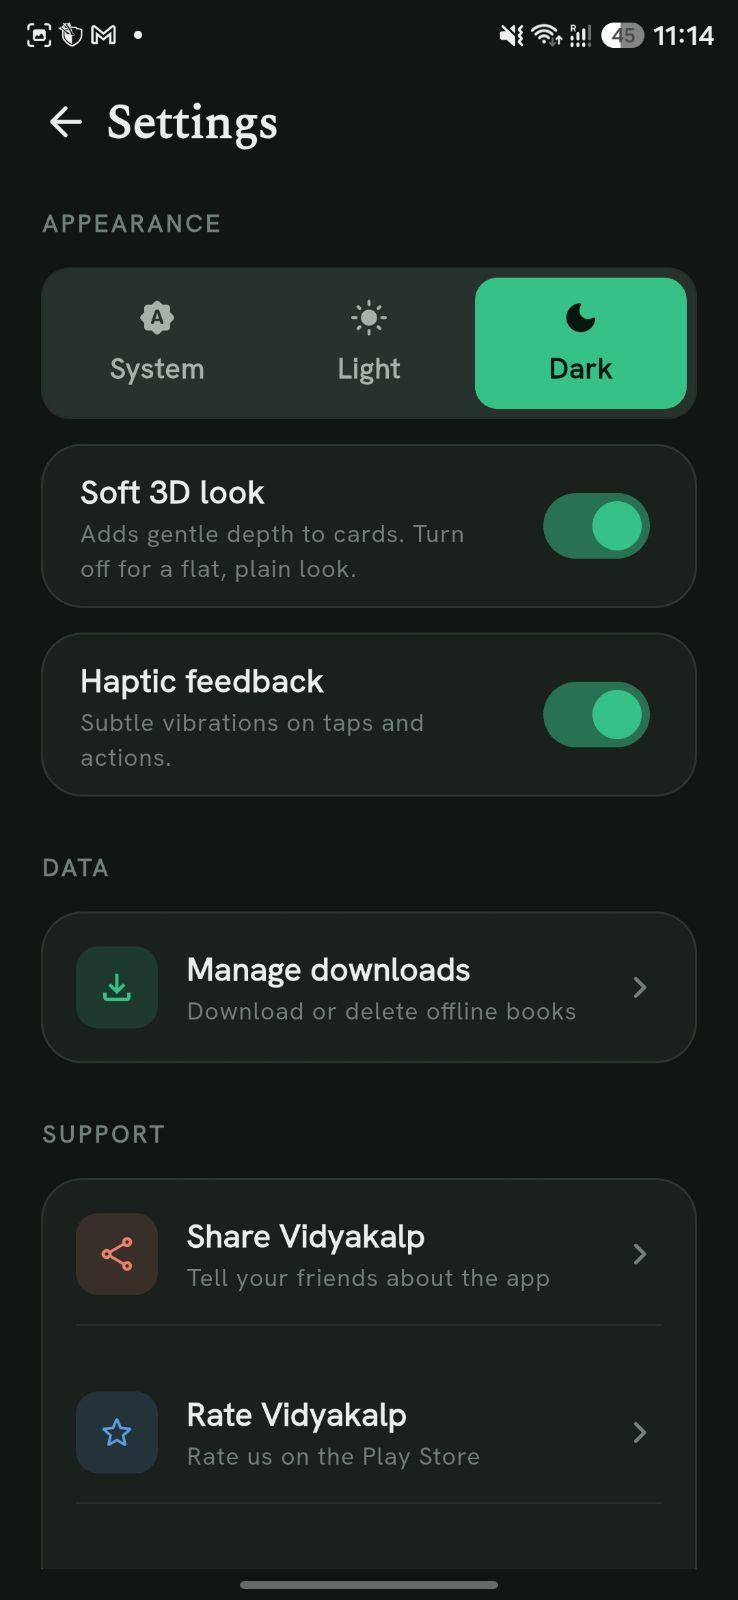 45 11:14
Settings
APPEARANCE
System Light Dark
Soft 3D look
Adds gentle depth to cards. Turn
off for a flat, plain look.
Haptic feedback
Subtle vibrations on taps and
actions.
DATA
Manage downloads
Download or delete offline books
SUPPORT
Share Vidyakalp
Tell your friends about the app
Rate Vidyakalp
Rate us on the Play Store